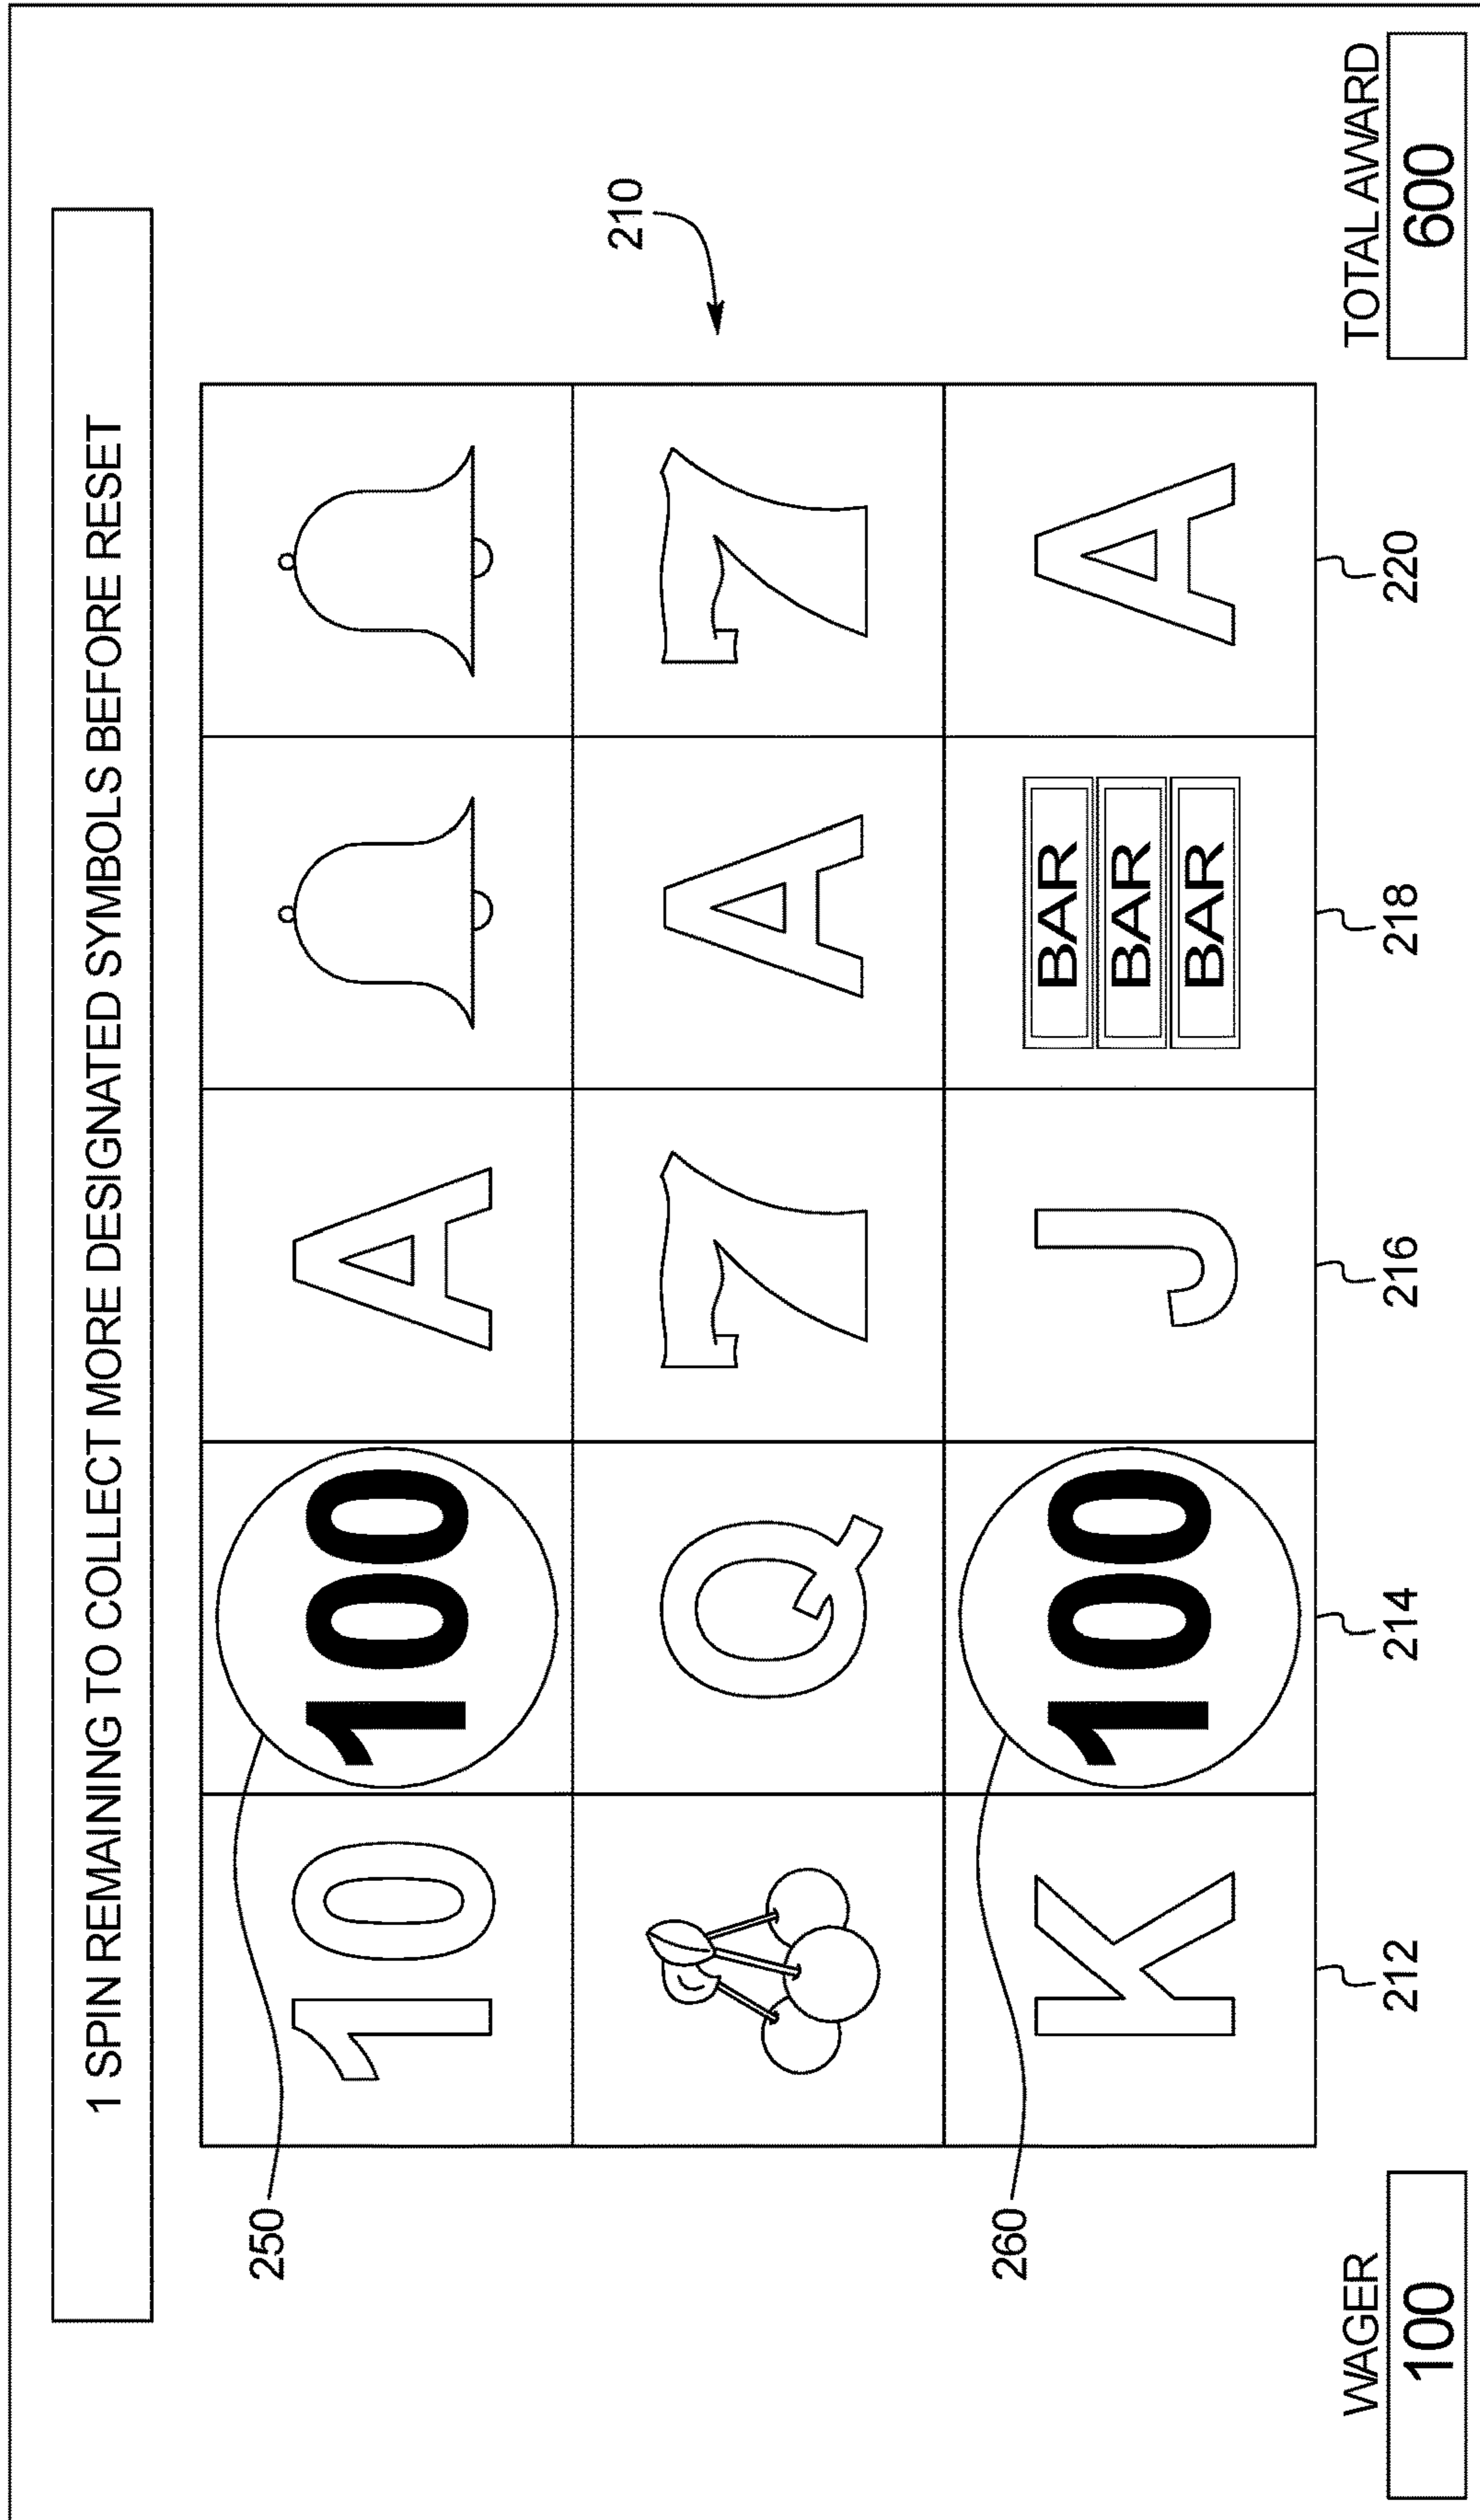 1 SPIN REMAINING TO COLLECT MORE DESIGNATED SYMBOLS BEFORE RESET
250
10 100 A
210
Q 7 A 7
260
K 100 J BAR A
BAR
BAR
212 214 216 218 220
WAGER
100
TOTAL AWARD
600